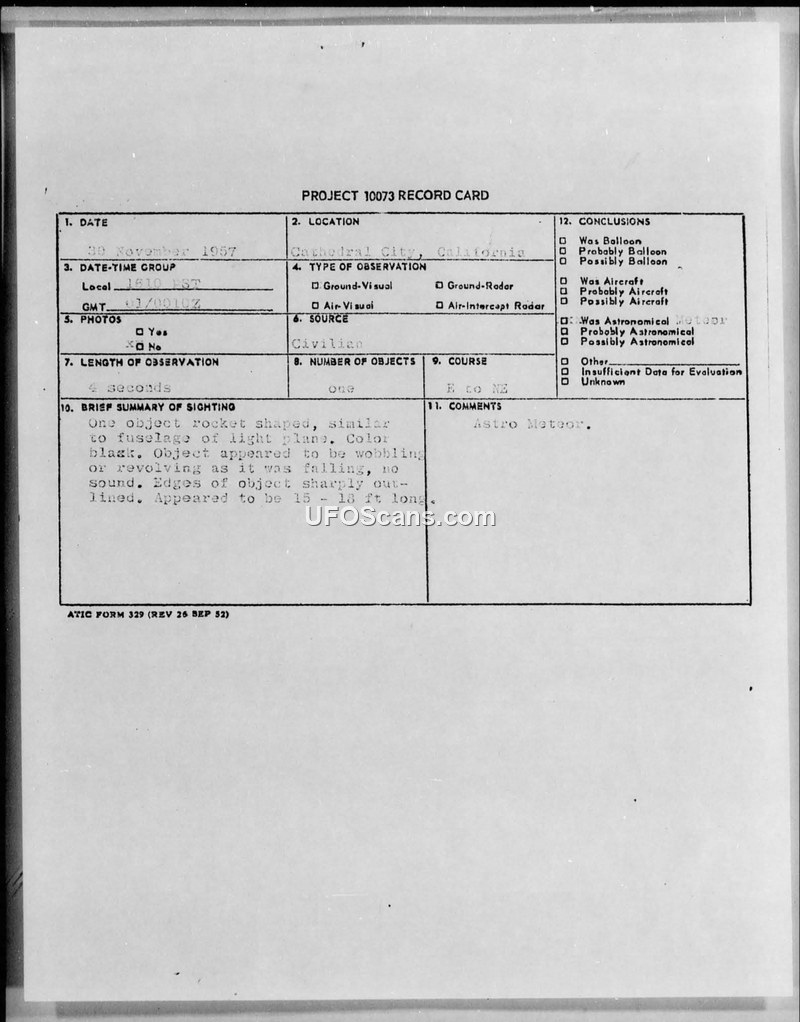 PROJECT 10073 RECORD CARD
1. DATE
30 November 1957
2. LOCATION
Cathedral City, California
12. CONCLUSIONS
Was Balloon
Probably Balloon
Possibly Balloon
Was Aircraft
Probably Aircraft
Possibly Aircraft
Was Astronomical Meteor
Probably Astronomical
Possibly Astronomical
Other
Insufficient Data for Evaluation
Unknown
3. DATE-TIME GROUP
Local 1610 PST
GMT 01/0010Z
4. TYPE OF OBSERVATION
Ground-Visual Ground-Radar
Air-Visual Air-Intercept Radar
5. PHOTOS
Yes
x No
6. SOURCE
Civilian
7. LENGTH OF OBSERVATION
4 seconds
8. NUMBER OF OBJECTS
one
9. COURSE
E to NE
10. BRIEF SUMMARY OF SIGHTING
One object rocket shaped, similar
to fuselage of light plane. Color
black. Object appeared to be wobbling
or revolving as it was falling, no
sound. Edges of object sharply out-
lined. Appeared to be 15 - 18 ft long.
11. COMMENTS
Astro Meteor.
UFOScans.com
ATIC FORM 329 (REV 26 SEP 52)